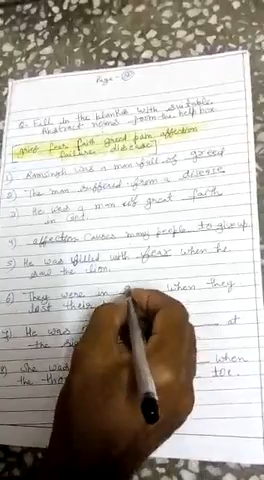 Page-②
Q- Fill in the blanks with suitable
Abstract nouns from the help box
[grief fear faith greed pain affection
failure disease]
1) Ramsingh was a man full of greed
2) The man suffered from a disease
3) He was a man of great faith
in God.
4) affection causes many people to give up
5) He was filled with fear when he
saw the lion.
6) They were in when they
lost their
7) He was at
the
8) She was when
the toe.